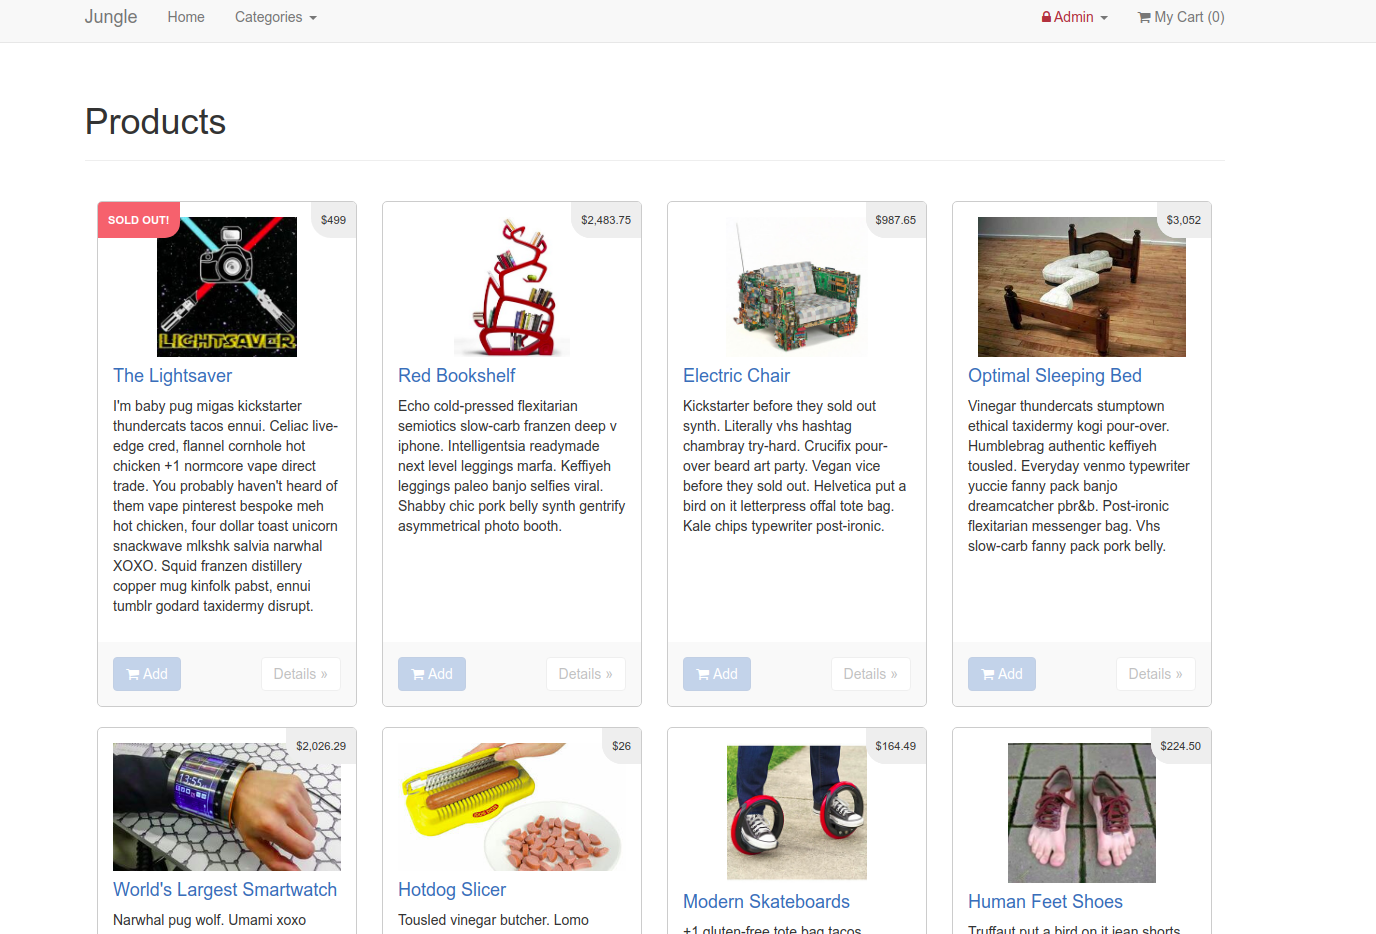 Jungle Home Categories Admin My Cart (0)
Products
SOLD OUT!
$499
LIGHTSAVER
The Lightsaver
I'm baby pug migas kickstarter
thundercats tacos ennui. Celiac live-
edge cred, flannel cornhole hot
chicken +1 normcore vape direct
trade. You probably haven't heard of
them vape pinterest bespoke meh
hot chicken, four dollar toast unicorn
snackwave mlkshk salvia narwhal
XOXO. Squid franzen distillery
copper mug kinfolk pabst, ennui
tumblr godard taxidermy disrupt.
Add Details »
$2,483.75
Red Bookshelf
Echo cold-pressed flexitarian
semiotics slow-carb franzen deep v
iphone. Intelligentsia readymade
next level leggings marfa. Keffiyeh
leggings paleo banjo selfies viral.
Shabby chic pork belly synth gentrify
asymmetrical photo booth.
Add Details »
$987.65
Electric Chair
Kickstarter before they sold out
synth. Literally vhs hashtag
chambray try-hard. Crucifix pour-
over beard art party. Vegan vice
before they sold out. Helvetica put a
bird on it letterpress offal tote bag.
Kale chips typewriter post-ironic.
Add Details »
$3,052
Optimal Sleeping Bed
Vinegar thundercats stumptown
ethical taxidermy kogi pour-over.
Humblebrag authentic keffiyeh
tousled. Everyday venmo typewriter
yuccie fanny pack banjo
dreamcatcher pbr&b. Post-ironic
flexitarian messenger bag. Vhs
slow-carb fanny pack pork belly.
Add Details »
$2,026.29
13:55
World's Largest Smartwatch
Narwhal pug wolf. Umami xoxo
$26
Hotdog Slicer
Tousled vinegar butcher. Lomo
$164.49
Modern Skateboards
+1 gluten-free tote bag tacos
$224.50
Human Feet Shoes
Truffaut put a bird on it jean shorts